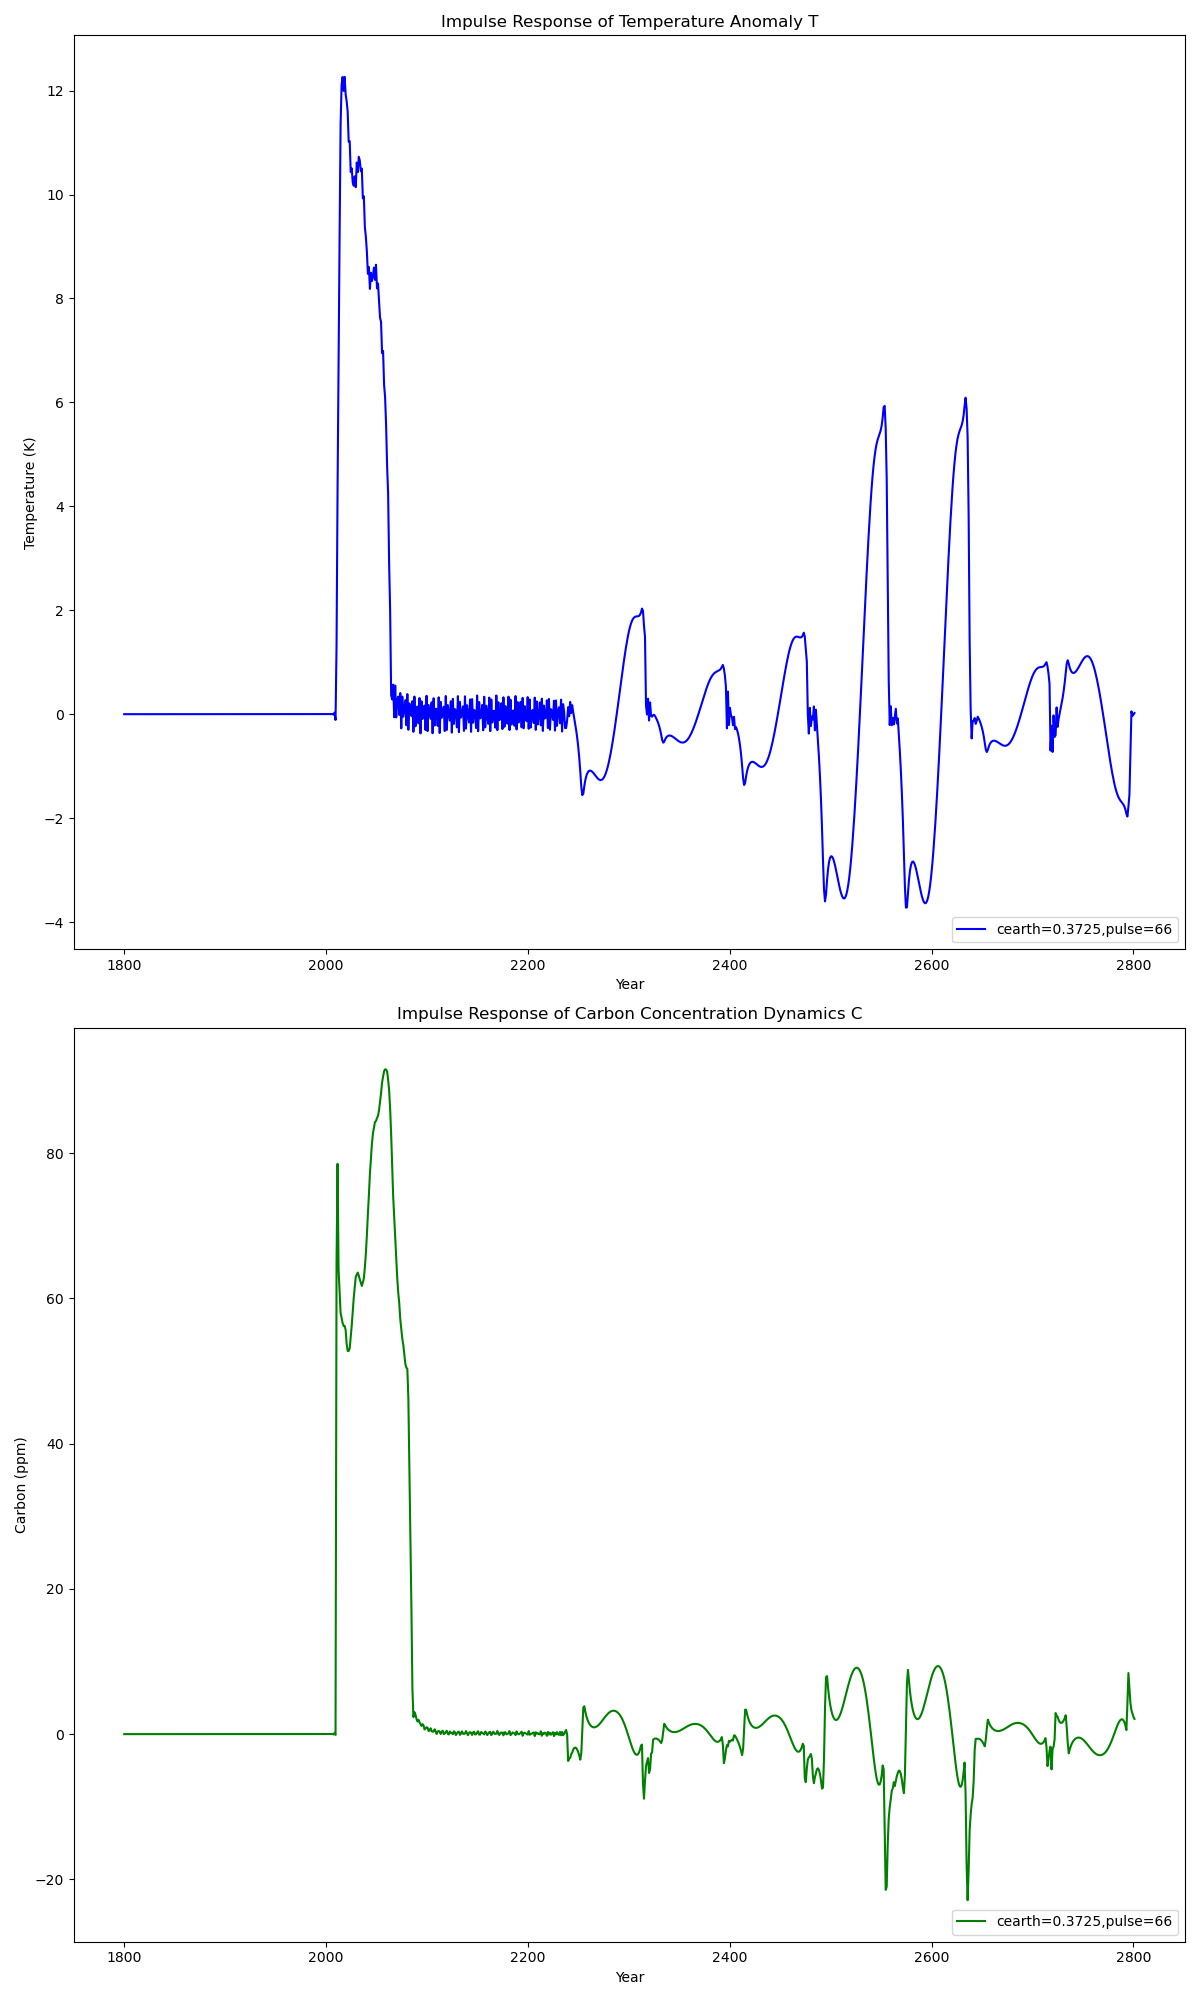 Impulse Response of Temperature Anomaly T
12
10
8
6
4
2
0
−2
−4
Temperature (K)
cearth=0.3725,pulse=66
1800 2000 2200 2400 2600 2800
Year
Impulse Response of Carbon Concentration Dynamics C
80
60
40
20
0
−20
Carbon (ppm)
cearth=0.3725,pulse=66
1800 2000 2200 2400 2600 2800
Year